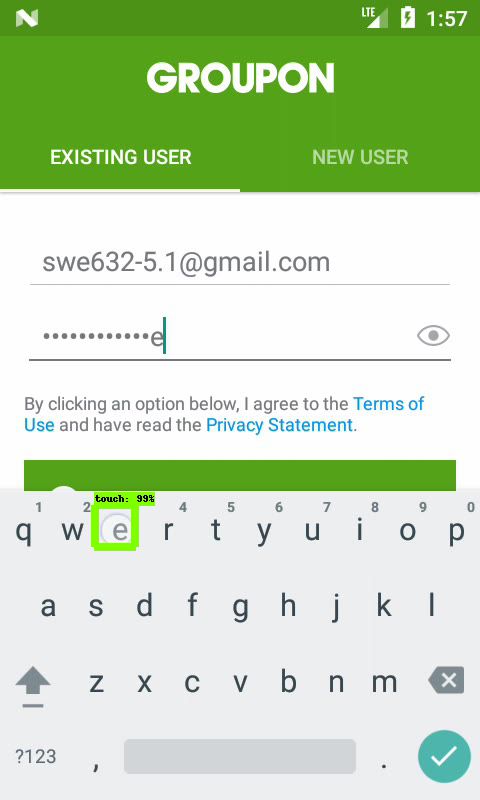 LTE 1:57
GROUPON
EXISTING USER NEW USER
swe632-5.1@gmail.com
••••••••••••e
By clicking an option below, I agree to the Terms of
Use and have read the Privacy Statement.
touch: 99%
1 2 4 5 6 7 8 9 0
q w e r t y u i o p
a s d f g h j k l
z x c v b n m
?123 , .